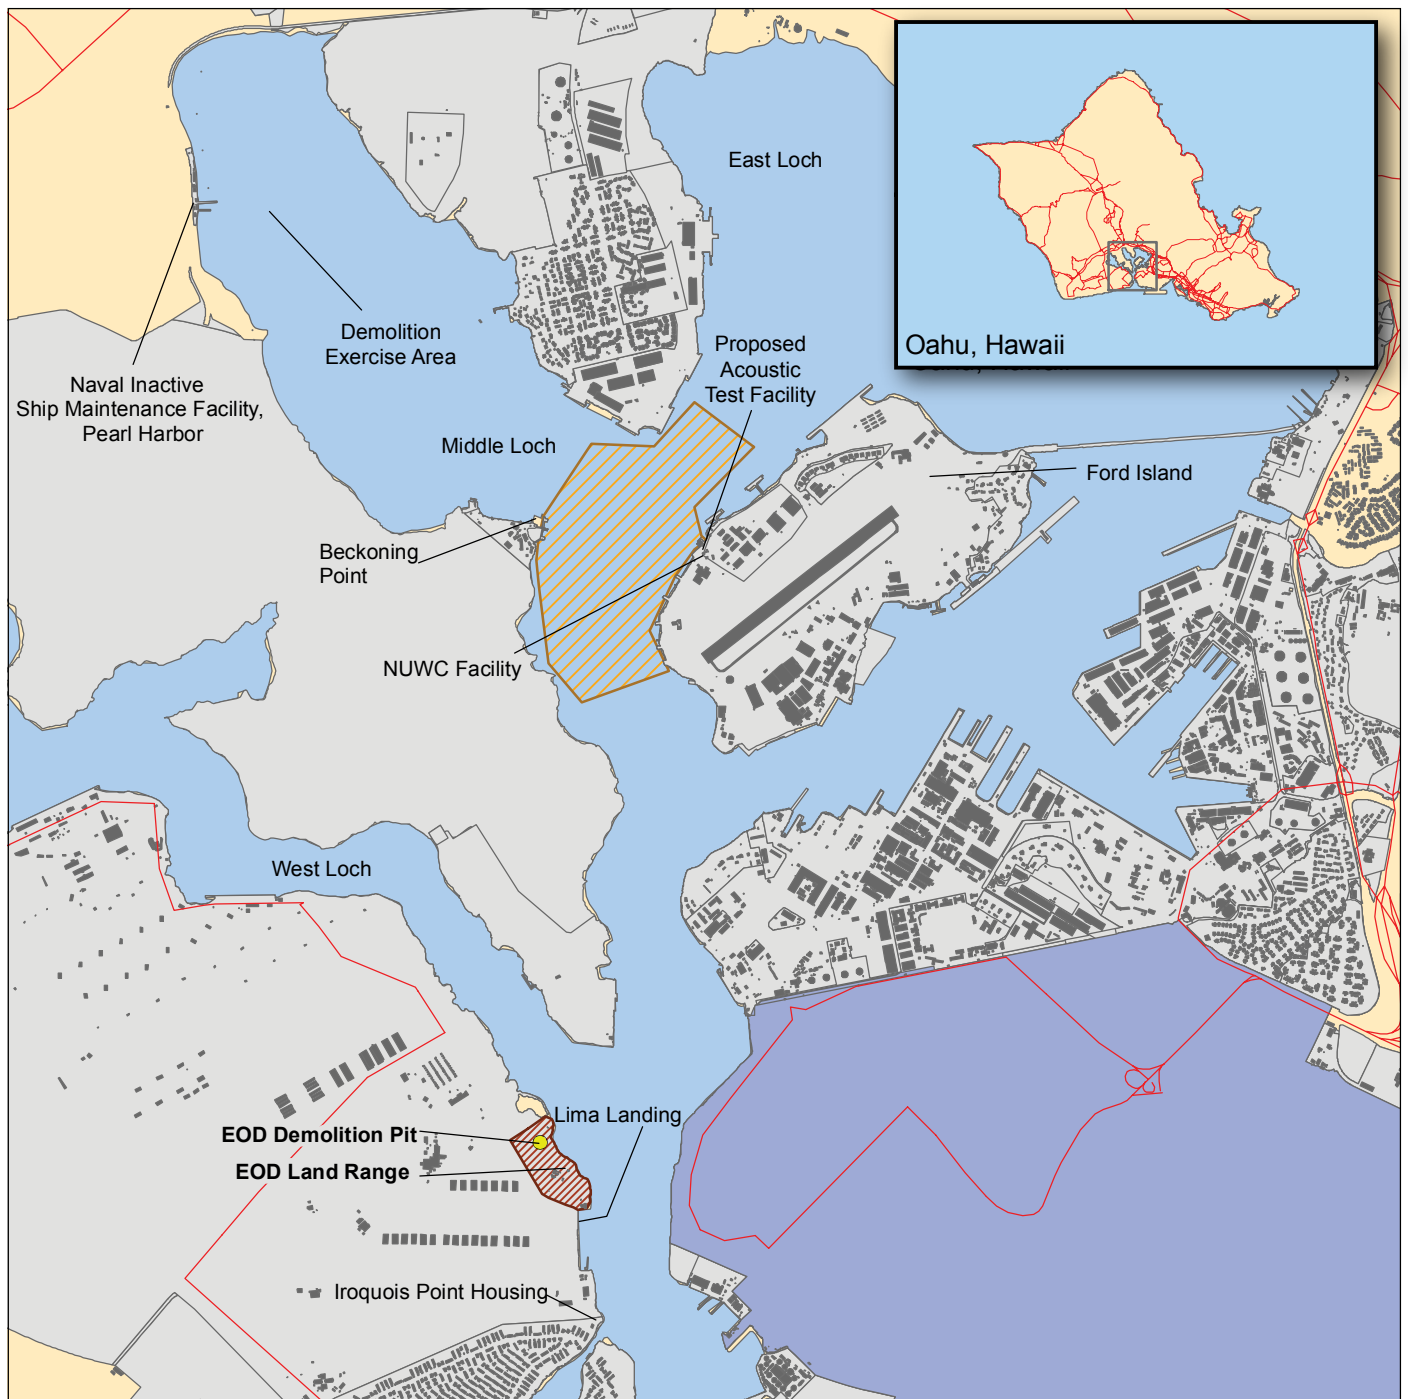 East Loch
Oahu, Hawaii
Demolition
Exercise Area
Proposed
Acoustic
Test Facility
Naval Inactive
Ship Maintenance Facility,
Pearl Harbor
Middle Loch
Ford Island
Beckoning
Point
NUWC Facility
West Loch
Lima Landing
EOD Demolition Pit
EOD Land Range
Iroquois Point Housing